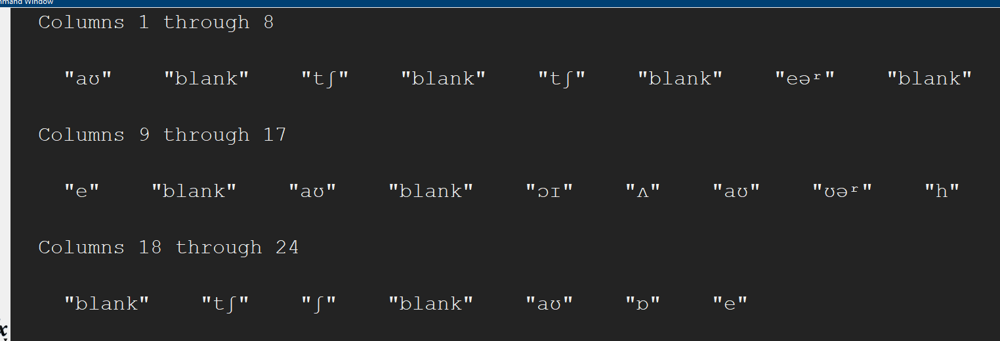 mmand Window
Columns 1 through 8
"aʊ" "blank" "tʃ" "blank" "tʃ" "blank" "eəʳ" "blank"
Columns 9 through 17
"e" "blank" "aʊ" "blank" "ɔɪ" "ʌ" "aʊ" "ʊəʳ" "h"
Columns 18 through 24
"blank" "tʃ" "ʃ" "blank" "aʊ" "ɒ" "e"